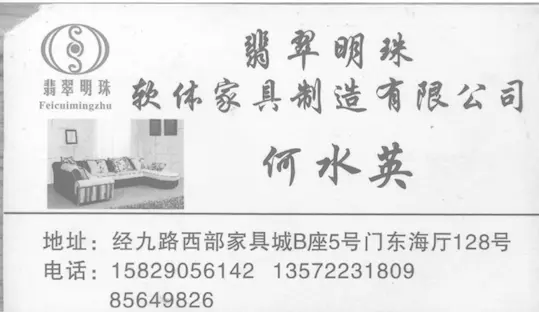 翡翠明珠
Feicuimingzhu
翡翠明珠
软体家具制造有限公司
何水英
地址：经九路西部家具城B座5号门东海厅128号
电话：15829056142 13572231809
85649826